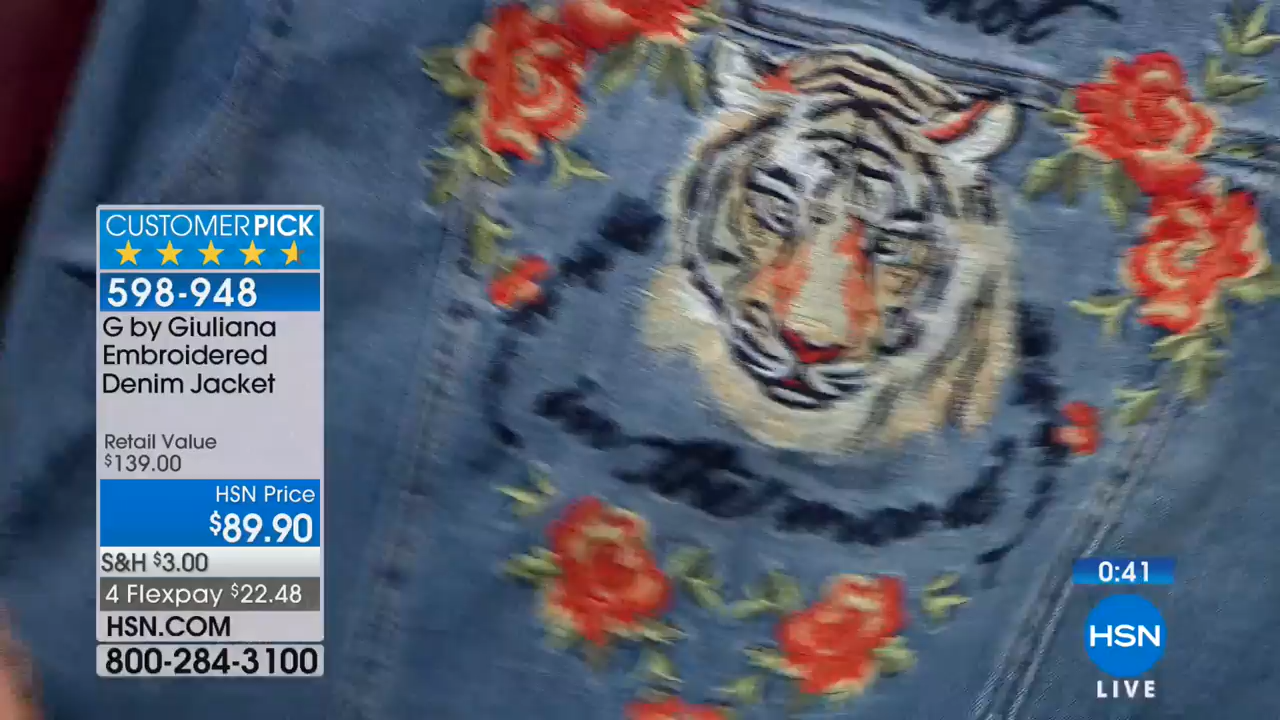 CUSTOMER PICK
598-948
G by Giuliana
Embroidered
Denim Jacket
Retail Value
$139.00
HSN Price
$89.90
S&H $3.00
4 Flexpay $22.48
HSN.COM
800-284-3100
0:41
HSN
LIVE